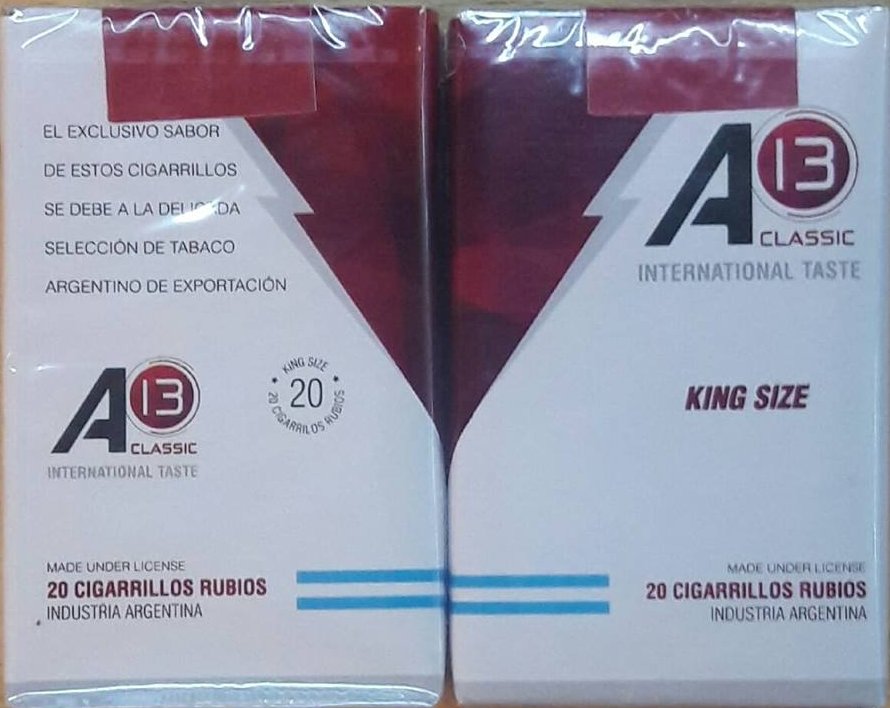 EL EXCLUSIVO SABOR
DE ESTOS CIGARRILLOS
SE DEBE A LA DELICADA
SELECCIÓN DE TABACO
ARGENTINO DE EXPORTACIÓN
A13
CLASSIC
INTERNATIONAL TASTE
KING SIZE
20
20 CIGARRILOS RUBIOS
MADE UNDER LICENSE
20 CIGARRILLOS RUBIOS
INDUSTRIA ARGENTINA
A13
CLASSIC
INTERNATIONAL TASTE
KING SIZE
MADE UNDER LICENSE
20 CIGARRILLOS RUBIOS
INDUSTRIA ARGENTINA